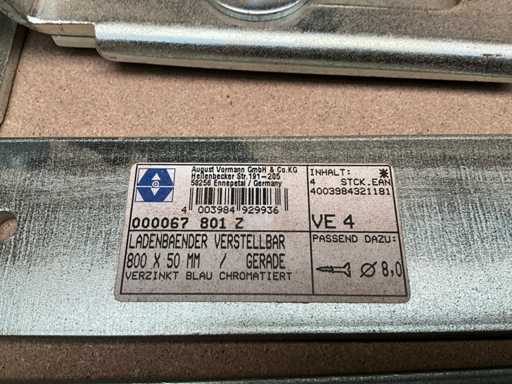 August Vormann GmbH & Co.KG
Hellenbecker Str.191-205
58256 Ennepetal / Germany
4 003984 929936
000067 801 Z
LADENBAENDER VERSTELLBAR
800 X 50 MM / GERADE
VERZINKT BLAU CHROMATIERT
INHALT: *
4 STCK.EAN
4003984321181
VE 4
PASSEND DAZU:
Ø 8,0